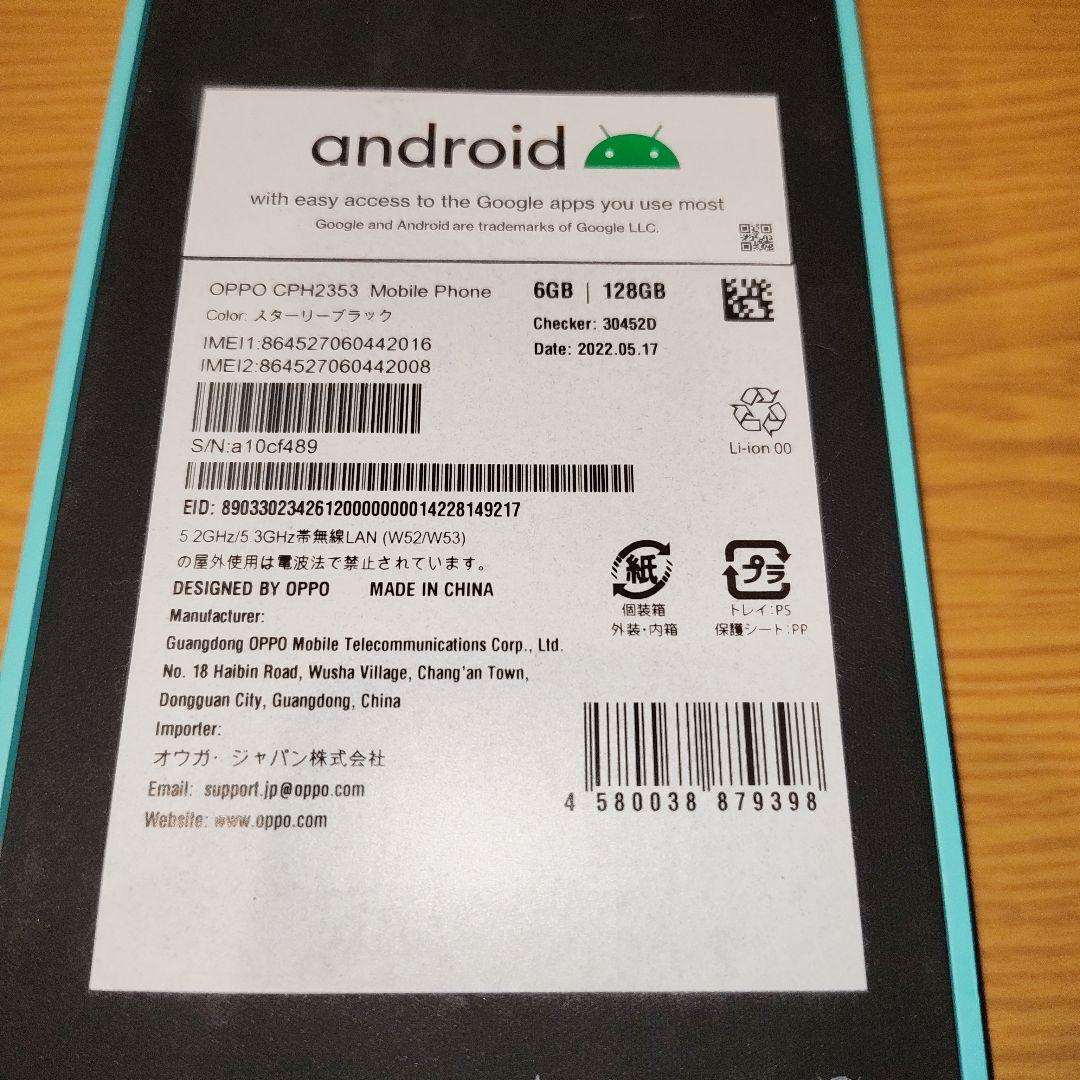 android
with easy access to the Google apps you use most
Google and Android are trademarks of Google LLC.
OPPO CPH2353 Mobile Phone
6GB | 128GB
Color: スターリーブラック
Checker: 30452D
IMEI1:864527060442016
Date: 2022.05.17
IMEI2:864527060442008
Li-ion 00
S/N:a10cf489
EID: 89033023426120000000014228149217
5.2GHz/5.3GHz帯無線LAN (W52/W53)
の屋外使用は電波法で禁止されています。
紙
個装箱
外装・内箱
プラ
トレイ:PS
保護シート:PP
DESIGNED BY OPPO MADE IN CHINA
Manufacturer:
Guangdong OPPO Mobile Telecommunications Corp., Ltd.
No. 18 Haibin Road, Wusha Village, Chang'an Town,
Dongguan City, Guangdong, China
Importer:
オウガ・ジャパン株式会社
Email: support.jp@oppo.com
Website: www.oppo.com
4 580038 879398